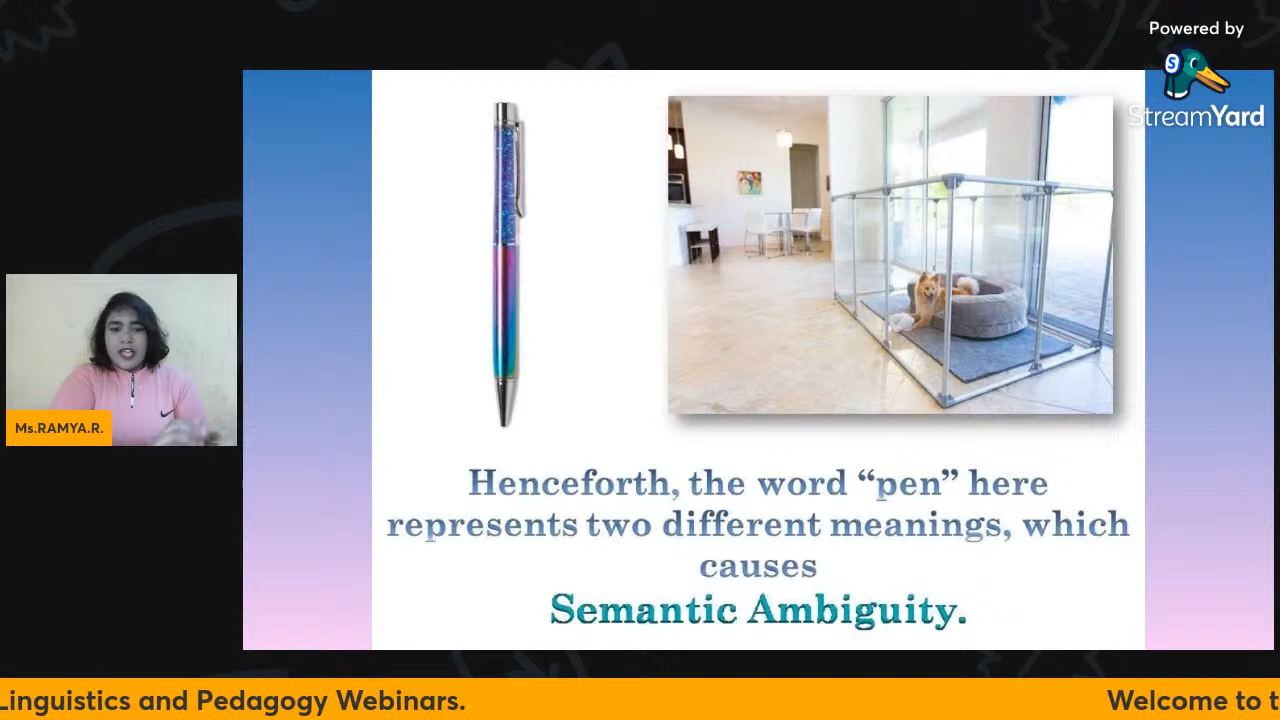 Powered by
StreamYard
Henceforth, the word “pen” here
represents two different meanings, which
causes
Semantic Ambiguity.
Ms.RAMYA.R.
Linguistics and Pedagogy Webinars.
Welcome to t